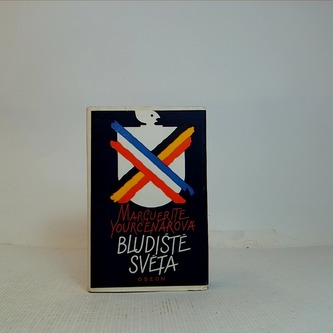 MARGUERITE
YOURCENAROVÁ
BLUDIŠTĚ
SVĚTA
ODEON